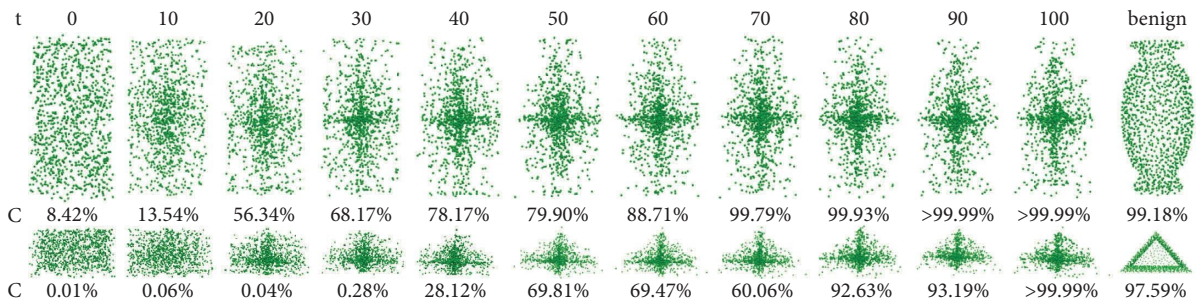 t 0 10 20 30 40 50 60 70 80 90 100 benign
C 8.42% 13.54% 56.34% 68.17% 78.17% 79.90% 88.71% 99.79% 99.93% >99.99% >99.99% 99.18%
C 0.01% 0.06% 0.04% 0.28% 28.12% 69.81% 69.47% 60.06% 92.63% 93.19% >99.99% 97.59%